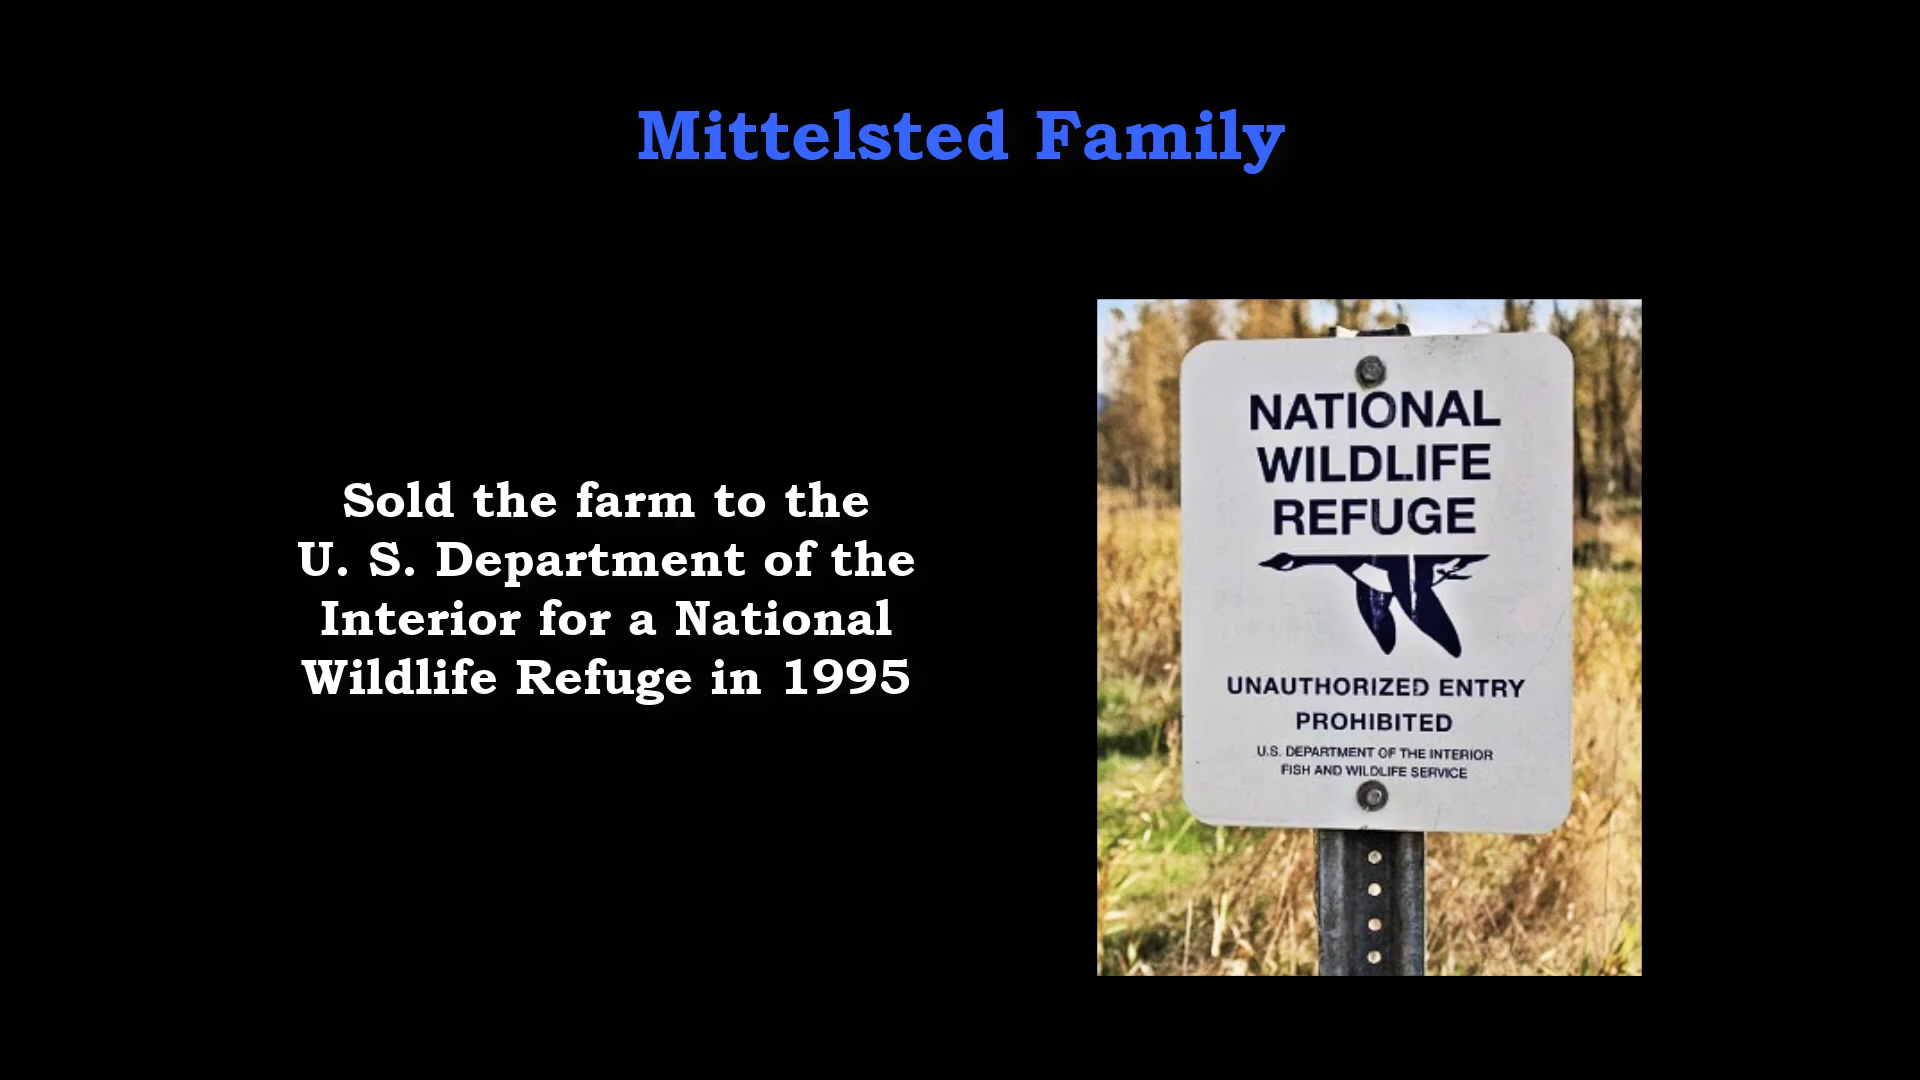 Mittelsted Family
Sold the farm to the
U. S. Department of the
Interior for a National
Wildlife Refuge in 1995
NATIONAL
WILDLIFE
REFUGE
UNAUTHORIZED ENTRY
PROHIBITED
U.S. DEPARTMENT OF THE INTERIOR
FISH AND WILDLIFE SERVICE